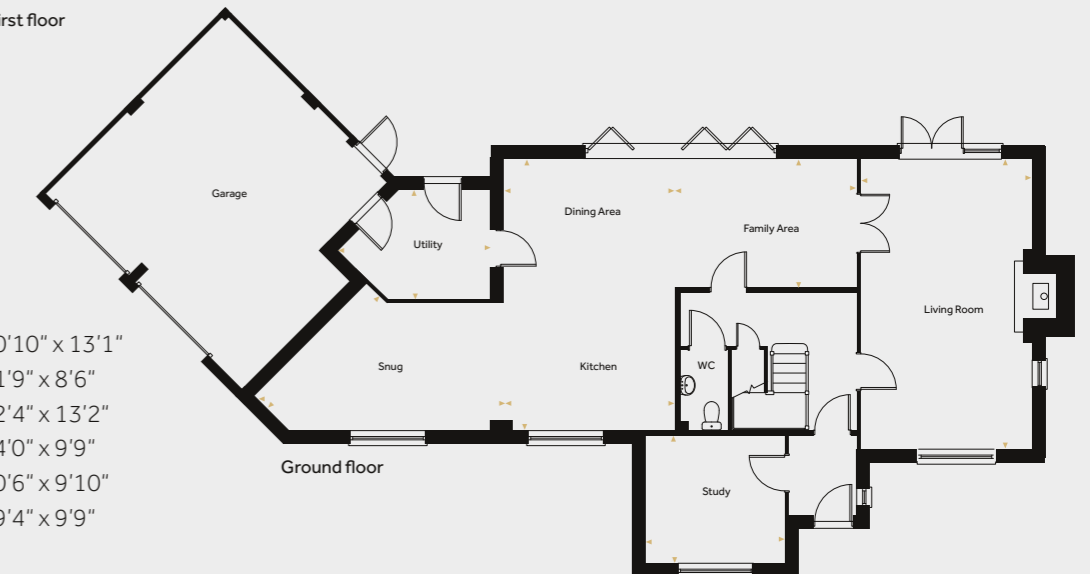 irst floor
Garage
Utility
Dining Area
Family Area
Living Room
Snug
Kitchen
WC
Study
Ground floor
0'10" x 13'1"
1'9" x 8'6"
2'4" x 13'2"
4'0" x 9'9"
0'6" x 9'10"
9'4" x 9'9"